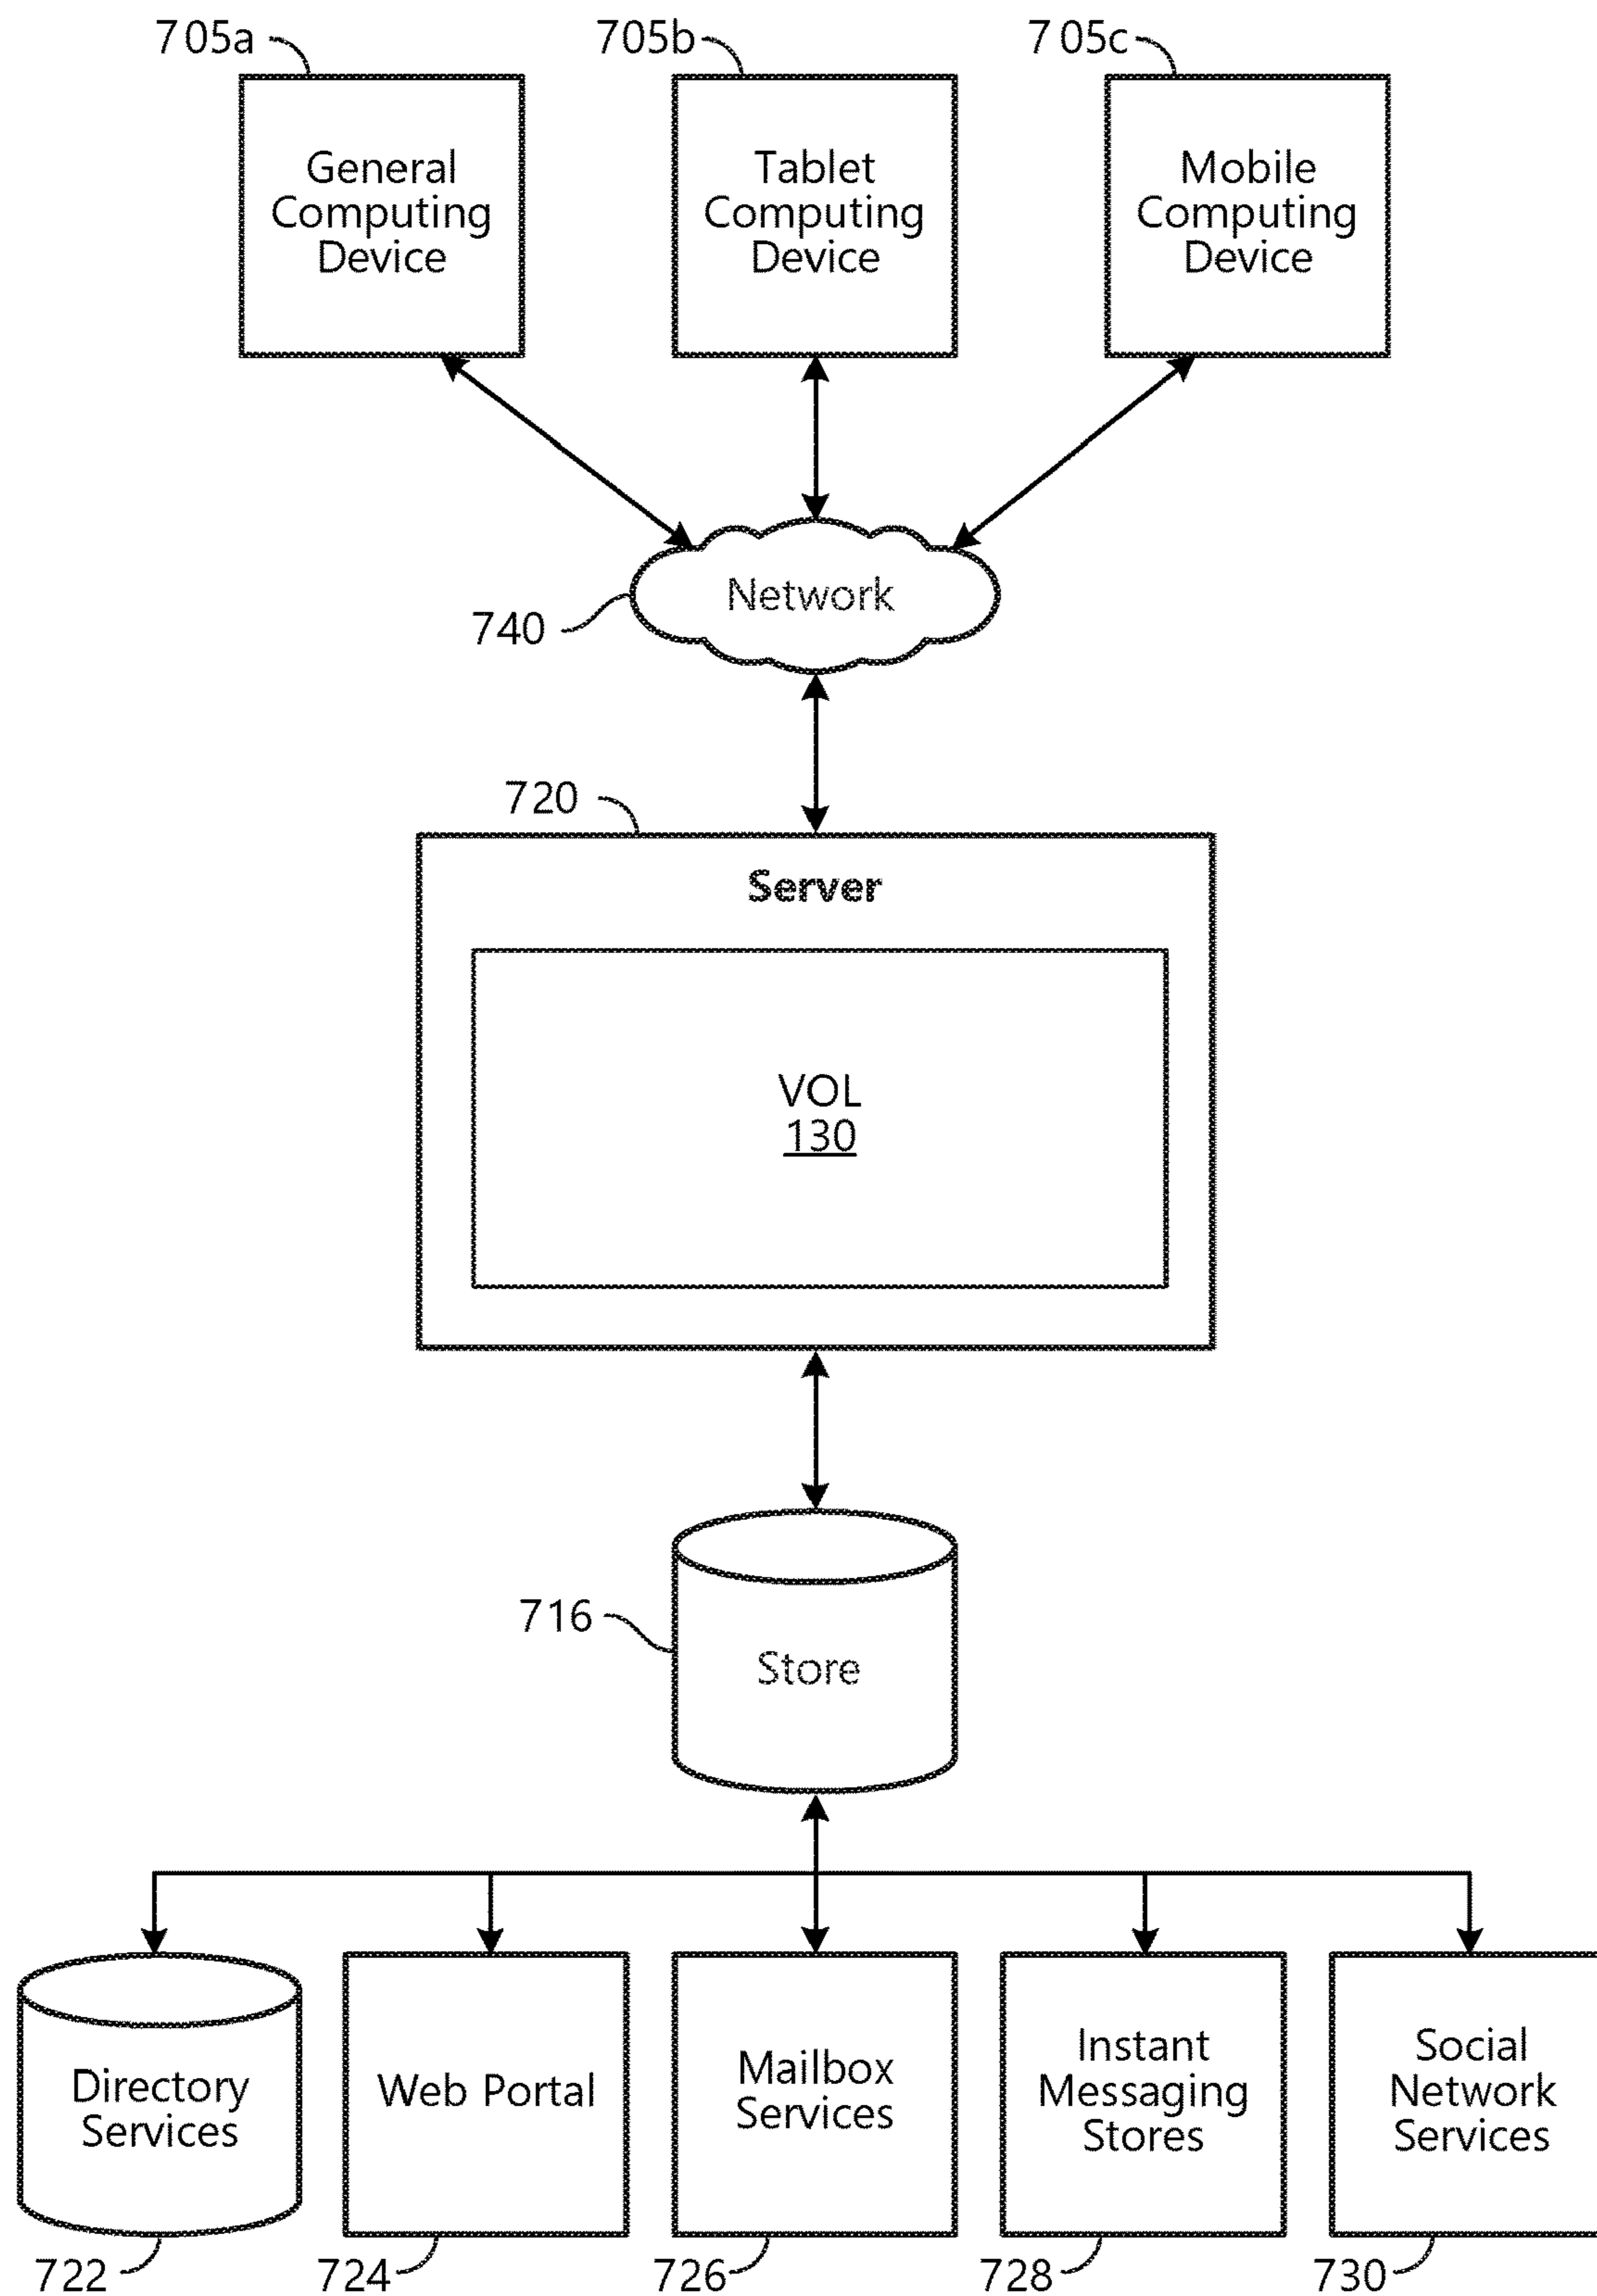 705a
705b
705c
General
Computing
Device
Tablet
Computing
Device
Mobile
Computing
Device
Network
740
720
Server
VOL
130
716
Store
Directory
Services
Web Portal
Mailbox
Services
Instant
Messaging
Stores
Social
Network
Services
722
724
726
728
730